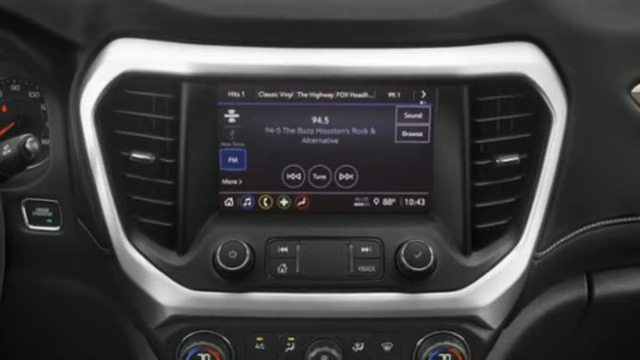 Hits 1 Classic Vinyl The Highway FOX Headli... 99.1
94.5 Sound
94-5 The Buzz Houston's Rock & Browse
Alternative
FM
Tune
More >
88° 10:43
VOICE
A/C